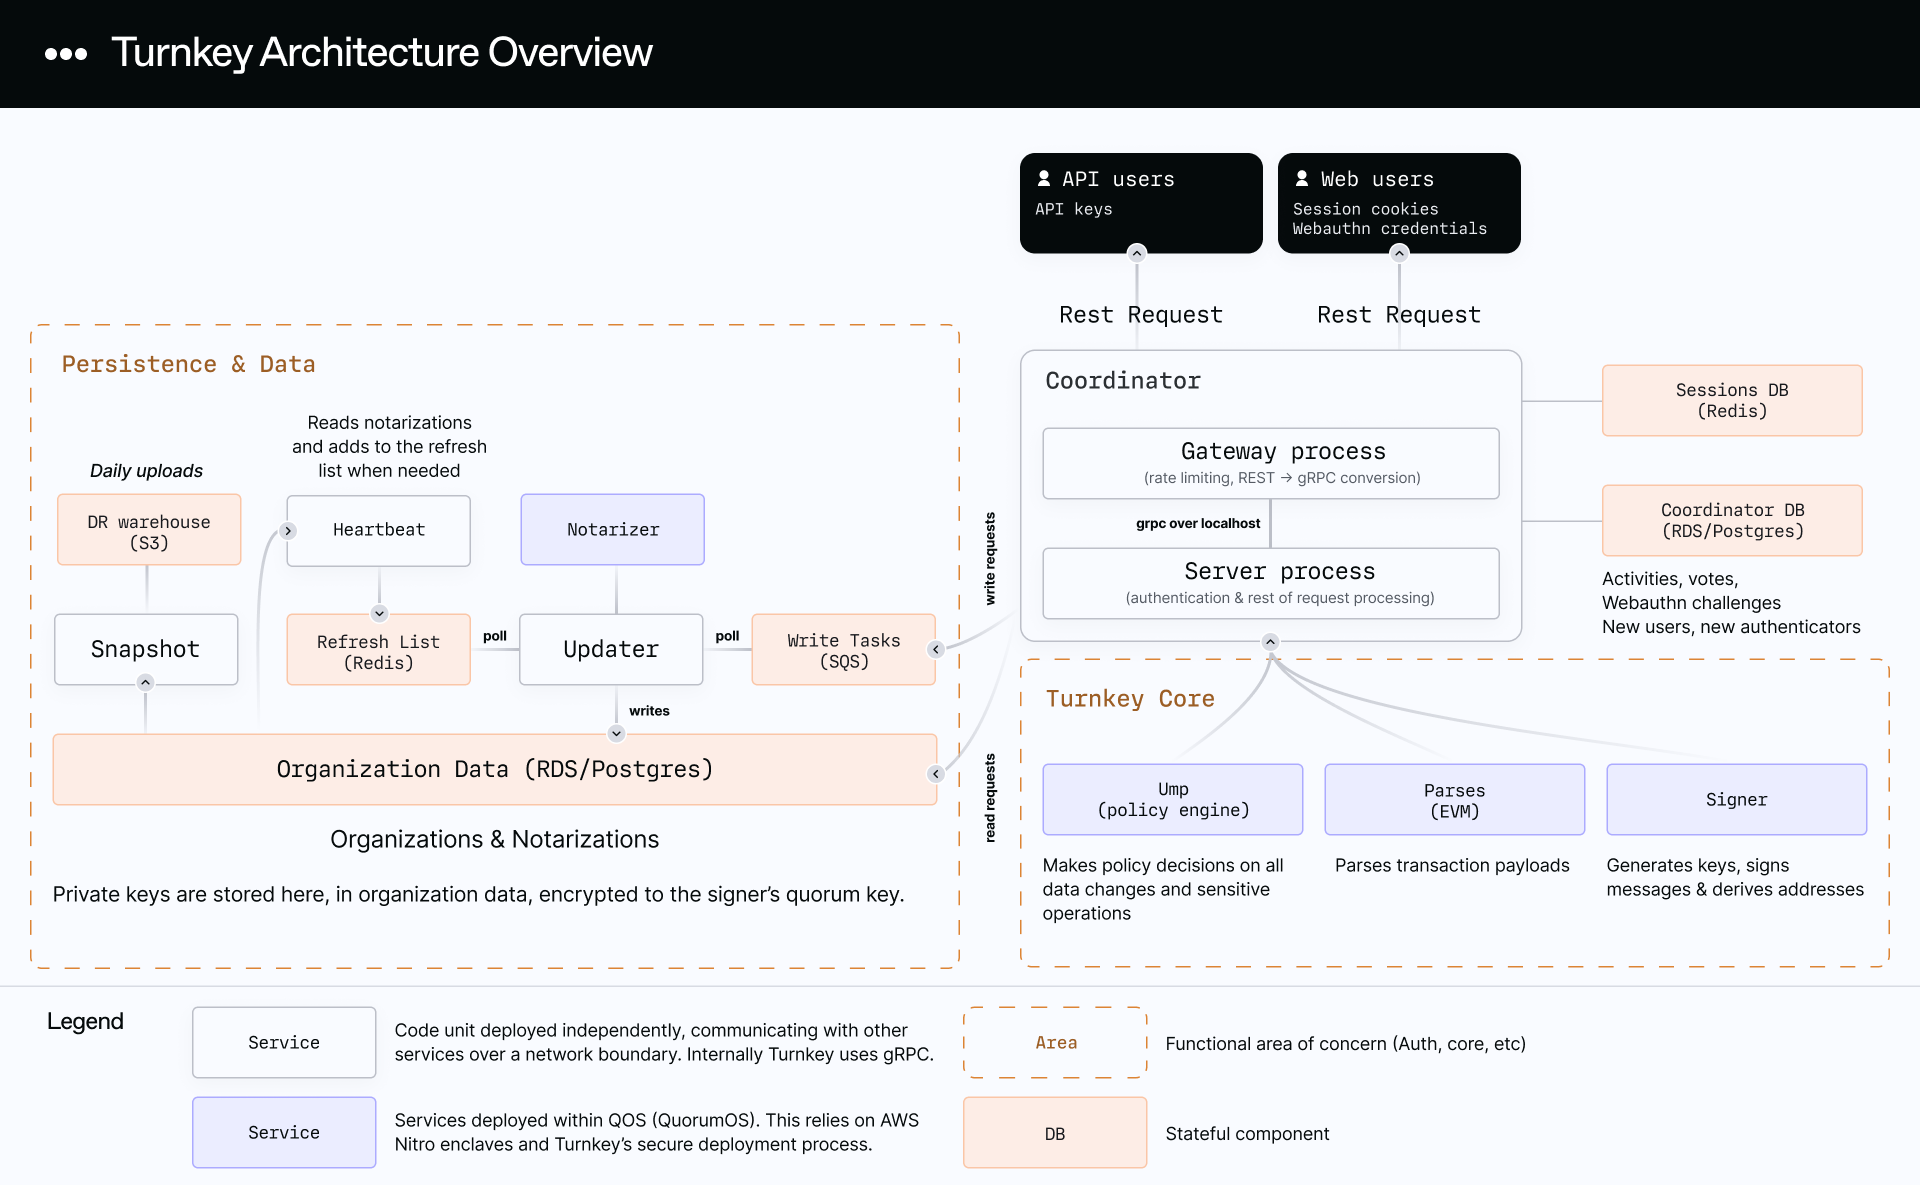 Turnkey Architecture Overview
API users
API keys
Web users
Session cookies
Webauthn credentials
Rest Request
Rest Request
Persistence & Data
Reads notarizations
and adds to the refresh
list when needed
Daily uploads
DR warehouse
(S3)
Heartbeat
Notarizer
Snapshot
Refresh List
(Redis)
poll
Updater
poll
Write Tasks
(SQS)
writes
Organization Data (RDS/Postgres)
Organizations & Notarizations
Private keys are stored here, in organization data, encrypted to the signer’s quorum key.
write requests
read requests
Coordinator
Gateway process
(rate limiting, REST → gRPC conversion)
grpc over localhost
Server process
(authentication & rest of request processing)
Sessions DB
(Redis)
Coordinator DB
(RDS/Postgres)
Activities, votes,
Webauthn challenges
New users, new authenticators
Turnkey Core
Ump
(policy engine)
Parses
(EVM)
Signer
Makes policy decisions on all
data changes and sensitive
operations
Parses transaction payloads
Generates keys, signs
messages & derives addresses
Legend
Service
Code unit deployed independently, communicating with other
services over a network boundary. Internally Turnkey uses gRPC.
Area
Functional area of concern (Auth, core, etc)
Service
Services deployed within QOS (QuorumOS). This relies on AWS
Nitro enclaves and Turnkey’s secure deployment process.
DB
Stateful component